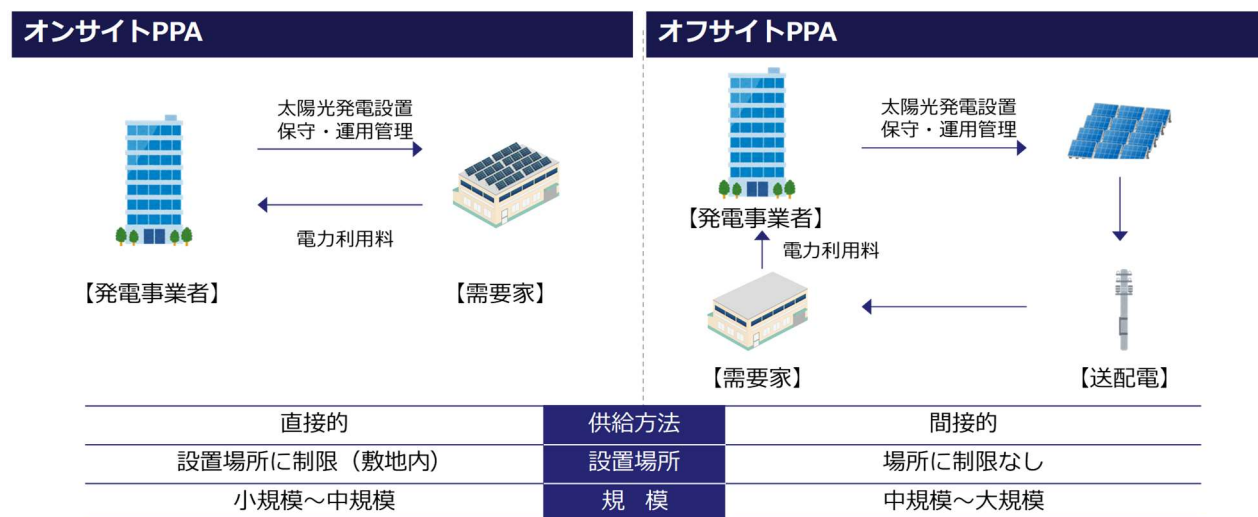 オンサイトPPA
太陽光発電設置
保守・運用管理
電力利用料
【発電事業者】
【需要家】
オフサイトPPA
太陽光発電設置
保守・運用管理
【発電事業者】
電力利用料
【需要家】
【送配電】
直接的 供給方法 間接的
設置場所に制限（敷地内） 設置場所 場所に制限なし
小規模～中規模 規 模 中規模～大規模